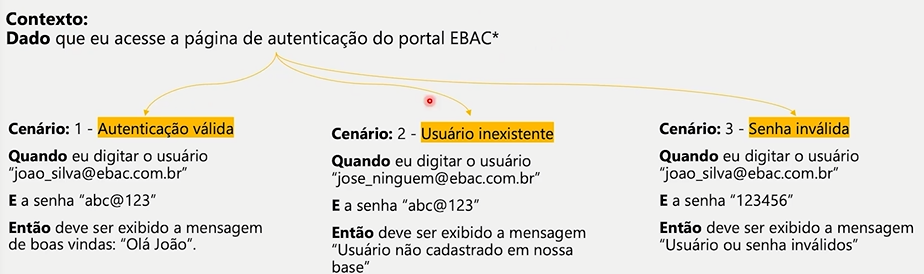 Contexto:
Dado que eu acesse a página de autenticação do portal EBAC*
Cenário: 1 - Autenticação válida
Quando eu digitar o usuário
“joao_silva@ebac.com.br”
E a senha “abc@123”
Então deve ser exibido a mensagem
de boas vindas: “Olá João”.
Cenário: 2 - Usuário inexistente
Quando eu digitar o usuário
“jose_ninguem@ebac.com.br”
E a senha “abc@123”
Então deve ser exibido a mensagem
“Usuário não cadastrado em nossa
base”
Cenário: 3 - Senha inválida
Quando eu digitar o usuário
“joao_silva@ebac.com.br”
E a senha “123456”
Então deve ser exibido a mensagem
“Usuário ou senha inválidos”